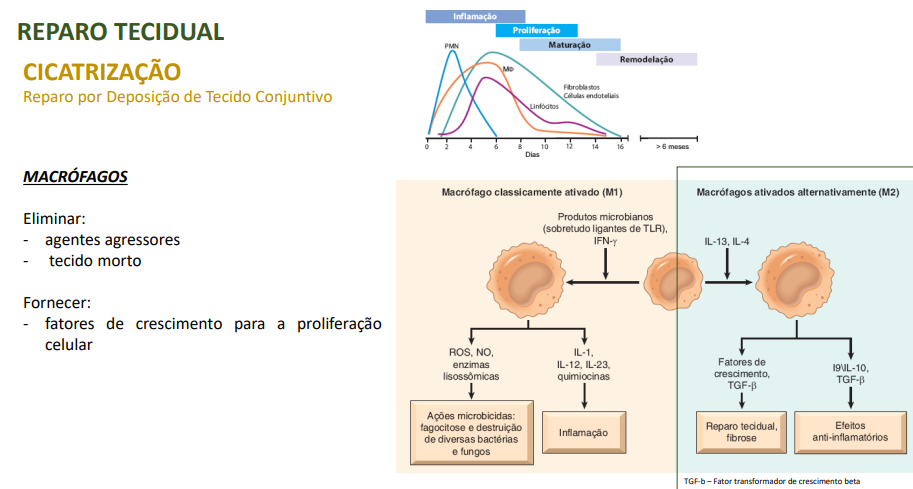 REPARO TECIDUAL
CICATRIZAÇÃO
Reparo por Deposição de Tecido Conjuntivo
MACRÓFAGOS
Eliminar:
- agentes agressores
- tecido morto
Fornecer:
- fatores de crescimento para a proliferação
celular
Inflamação
Proliferação
Maturação
Remodelação
PMN
MΦ
Fibroblastos
Células endoteliais
Linfócitos
0 2 4 6 8 10 12 14 16 > 6 meses
Dias
Macrófago classicamente ativado (M1)
Macrófagos ativados alternativamente (M2)
Produtos microbianos
(sobretudo ligantes de TLR),
IFN-γ
IL-13, IL-4
ROS, NO,
enzimas
lisossômicas
IL-1,
IL-12, IL-23,
quimiocinas
Fatores de
crescimento,
TGF-β
I9\IL-10,
TGF-β
Ações microbicidas:
fagocitose e destruição
de diversas bactérias
e fungos
Inflamação
Reparo tecidual,
fibrose
Efeitos
anti-inflamatórios
TGF-b – Fator transformador de crescimento beta